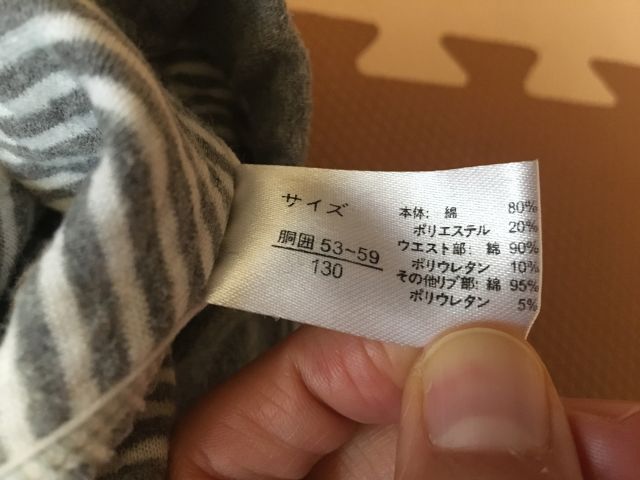 サイズ
胴囲 53~59
130
本体: 綿 80%
ポリエステル 20%
ウエスト部: 綿 90%
ポリウレタン 10%
その他リブ部: 綿 95%
ポリウレタン 5%